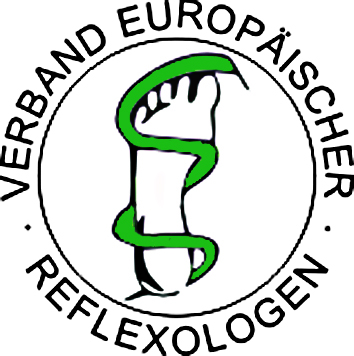 VERBAND EUROPÄISCHER
· REFLEXOLOGEN ·